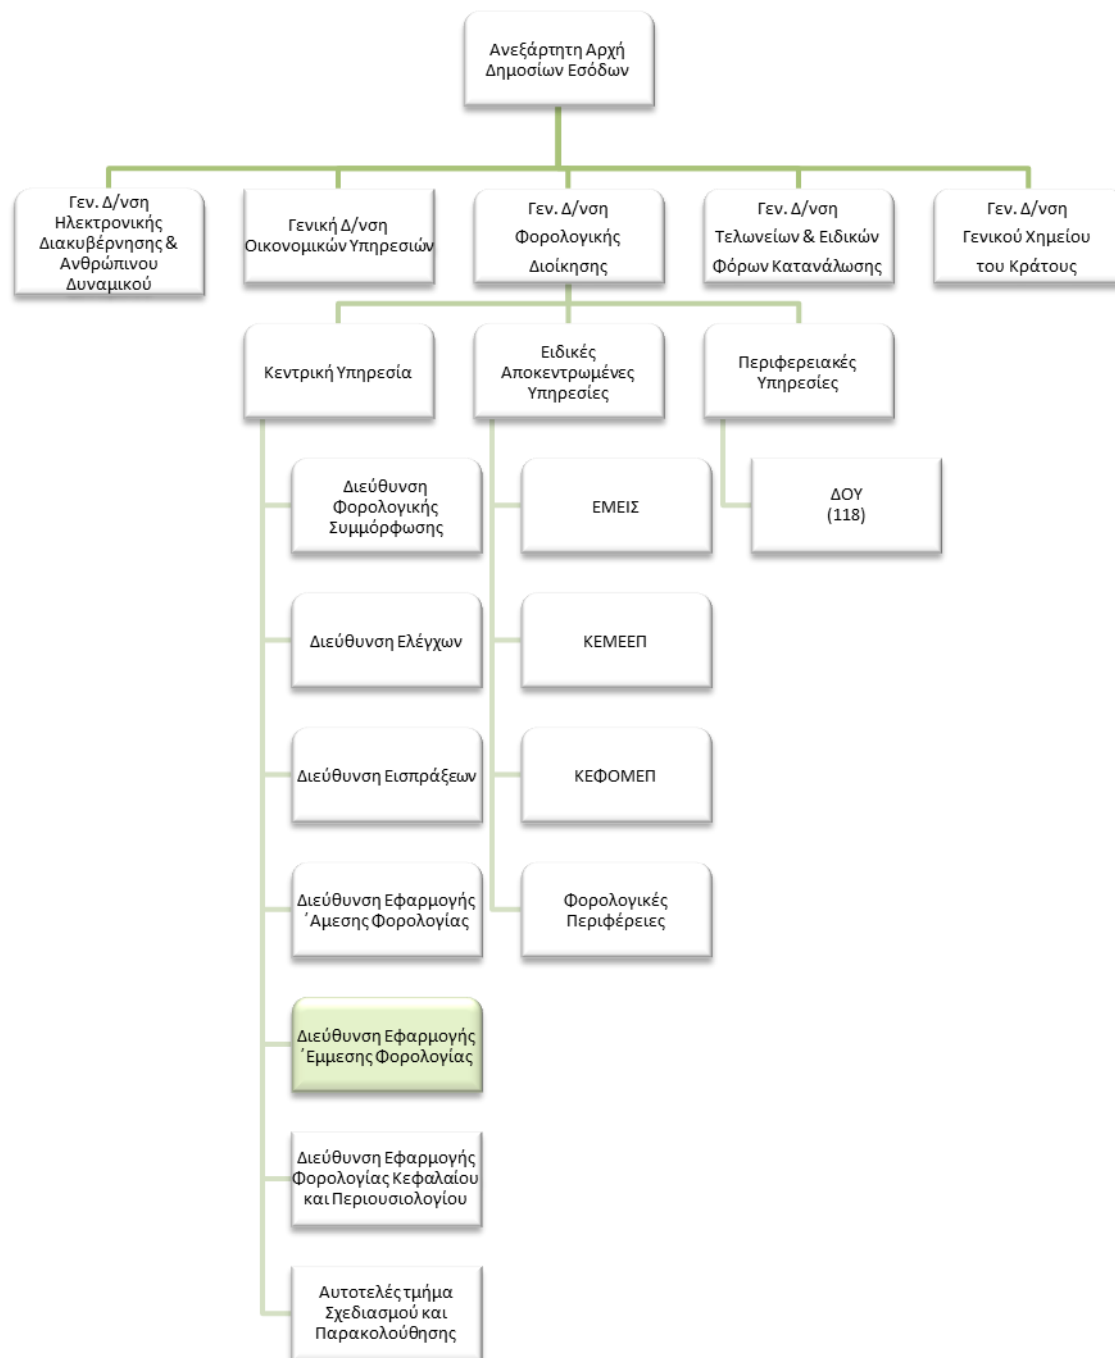 Ανεξάρτητη Αρχή
Δημοσίων Εσόδων
Γεν. Δ/νση
Ηλεκτρονικής
Διακυβέρνησης &
Ανθρώπινου
Δυναμικού
Γενική Δ/νση
Οικονομικών Υπηρεσιών
Γεν. Δ/νση
Φορολογικής
Διοίκησης
Γεν. Δ/νση
Τελωνείων & Ειδικών
Φόρων Κατανάλωσης
Γεν. Δ/νση
Γενικού Χημείου
του Κράτους
Κεντρική Υπηρεσία
Ειδικές
Αποκεντρωμένες
Υπηρεσίες
Περιφερειακές
Υπηρεσίες
Διεύθυνση
Φορολογικής
Συμμόρφωσης
ΕΜΕΙΣ
ΔΟΥ
(118)
Διεύθυνση Ελέγχων
ΚΕΜΕΕΠ
Διεύθυνση Εισπράξεων
ΚΕΦΟΜΕΠ
Διεύθυνση Εφαρμογής
΄Αμεσης Φορολογίας
Φορολογικές
Περιφέρειες
Διεύθυνση Εφαρμογής
΄Εμμεσης Φορολογίας
Διεύθυνση Εφαρμογής
Φορολογίας Κεφαλαίου
και Περιουσιολογίου
Αυτοτελές τμήμα
Σχεδιασμού και
Παρακολούθησης